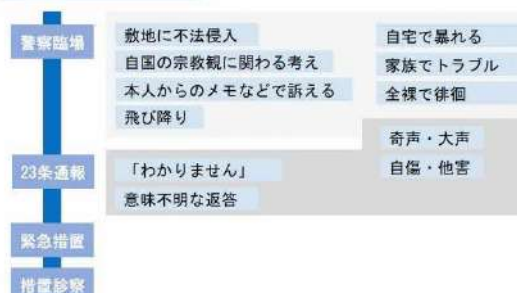 警察臨場
敷地に不法侵入
自国の宗教観に関わる考え
本人からのメモなどで訴える
飛び降り
自宅で暴れる
家族でトラブル
全裸で徘徊
奇声・大声
自傷・他害
23条通報
「わかりません」
意味不明な返答
緊急措置
措置診察